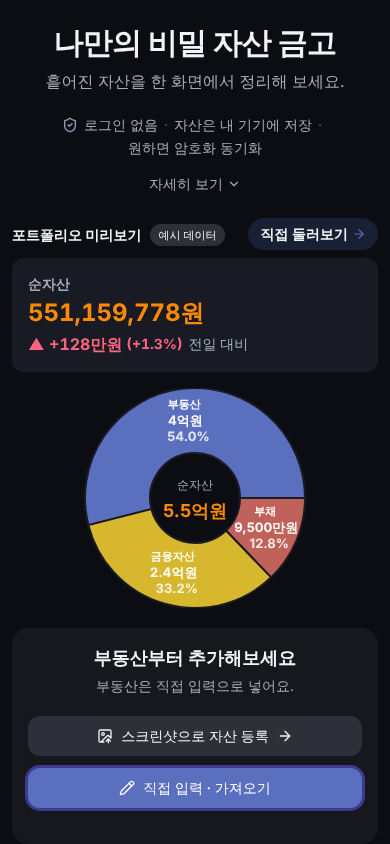 나만의 비밀 자산 금고
흩어진 자산을 한 화면에서 정리해 보세요.
로그인 없음 · 자산은 내 기기에 저장 ·
원하면 암호화 동기화
자세히 보기
포트폴리오 미리보기 예시 데이터 직접 둘러보기 →
순자산
551,159,778원
▲ +128만원 (+1.3%) 전일 대비
부동산
4억원
54.0%
순자산
5.5억원
부채
9,500만원
12.8%
금융자산
2.4억원
33.2%
부동산부터 추가해보세요
부동산은 직접 입력으로 넣어요.
스크린샷으로 자산 등록 →
직접 입력 · 가져오기